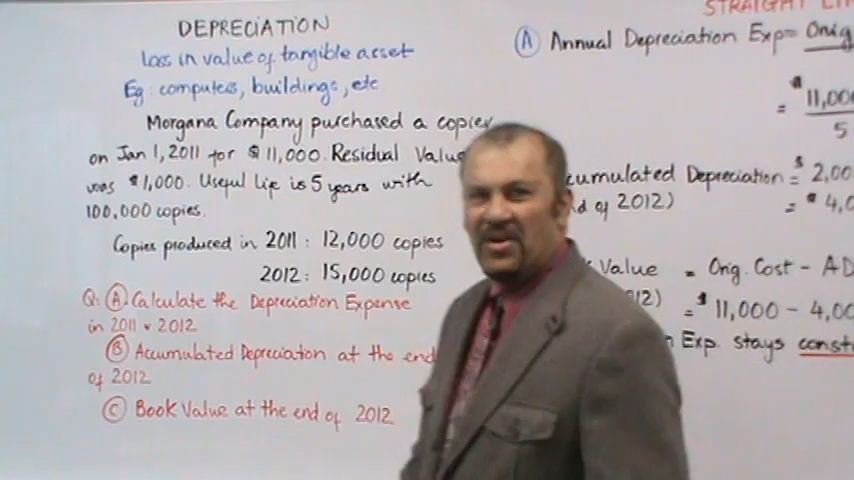 DEPRECIATION
Loss in value of tangible asset
Eg: computers, buildings, etc
Morgana Company purchased a copier
on Jan 1, 2011 for $11,000. Residual Value
was $1,000. Useful life is 5 years with
100,000 copies.
Copies produced in 2011: 12,000 copies
2012: 15,000 copies
Q: (A) Calculate the Depreciation Expense
in 2011 & 2012
(B) Accumulated Depreciation at the end
of 2012
(C) Book Value at the end of 2012
STRAIGHT LI
(A) Annual Depreciation Exp = Orig
= $11,000
5
cumulated Depreciation = $2,00
d of 2012) = $4,0
Value = Orig. Cost - AD
12) = $11,000 - 4,00
Exp. stays const